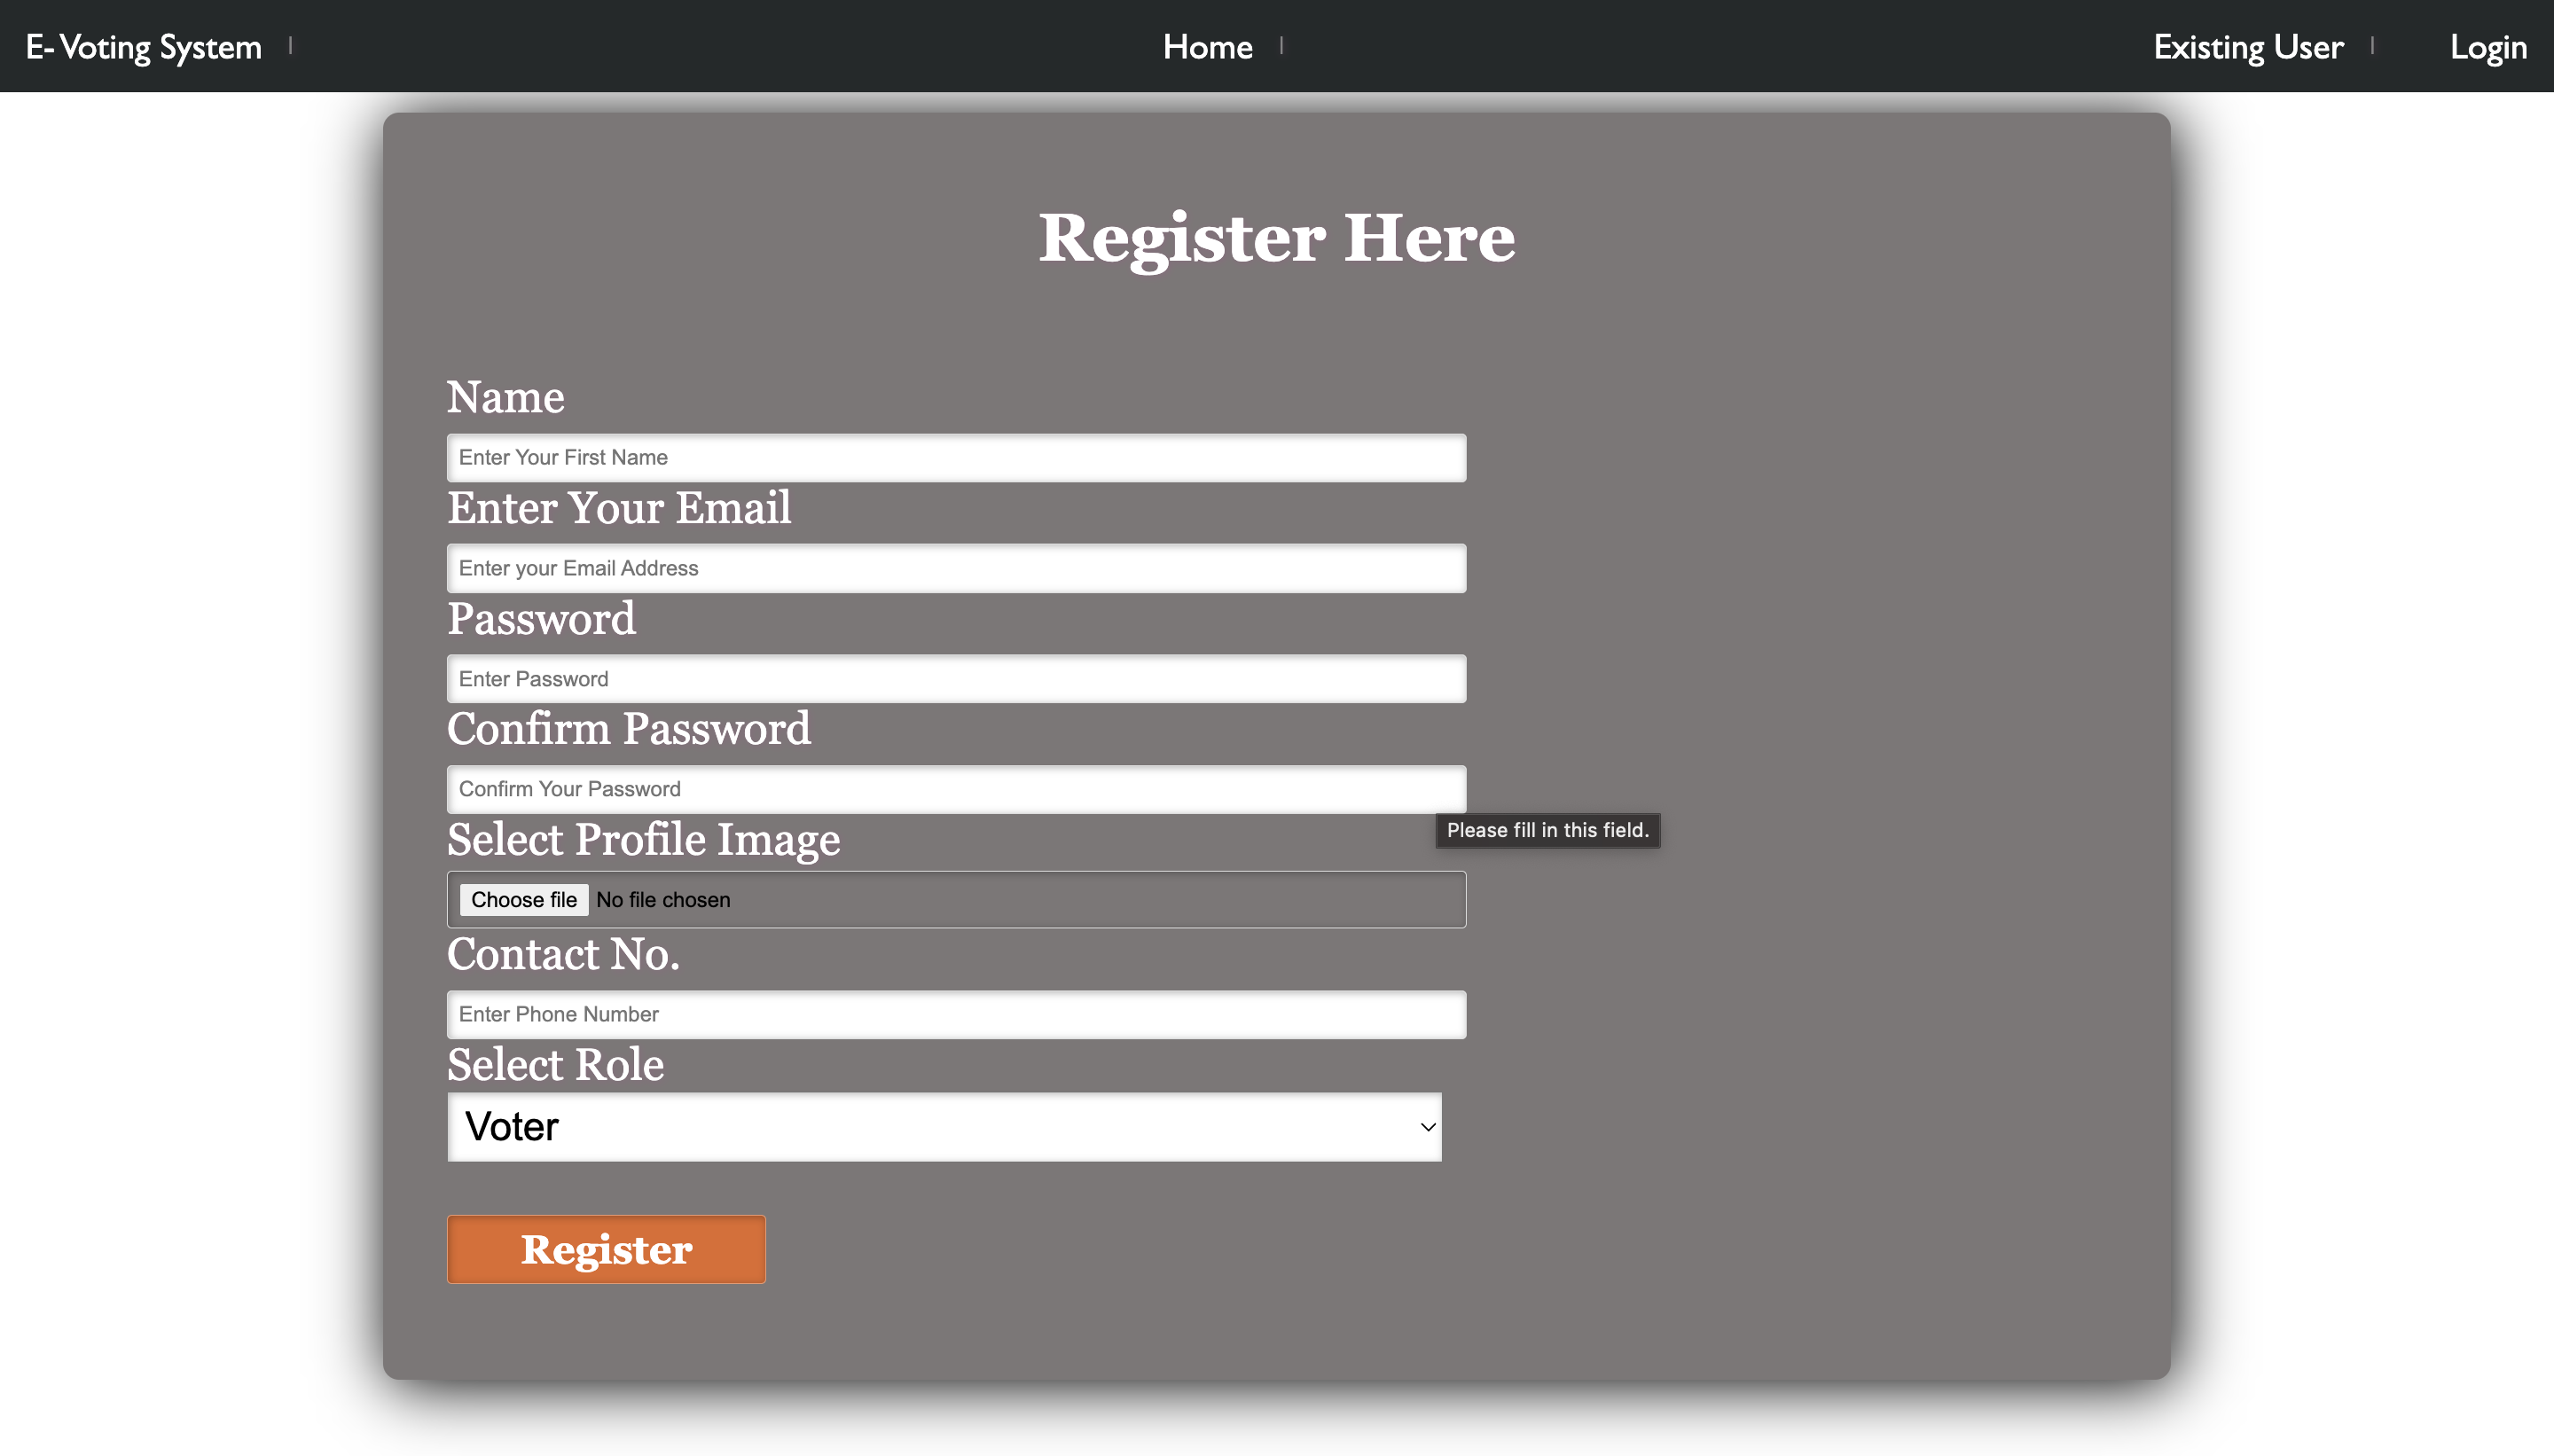 E- Voting System | Home | Existing User | Login
Register Here
Name
Enter Your First Name
Enter Your Email
Enter your Email Address
Password
Enter Password
Confirm Password
Confirm Your Password
Please fill in this field.
Select Profile Image
Choose file No file chosen
Contact No.
Enter Phone Number
Select Role
Voter
Register